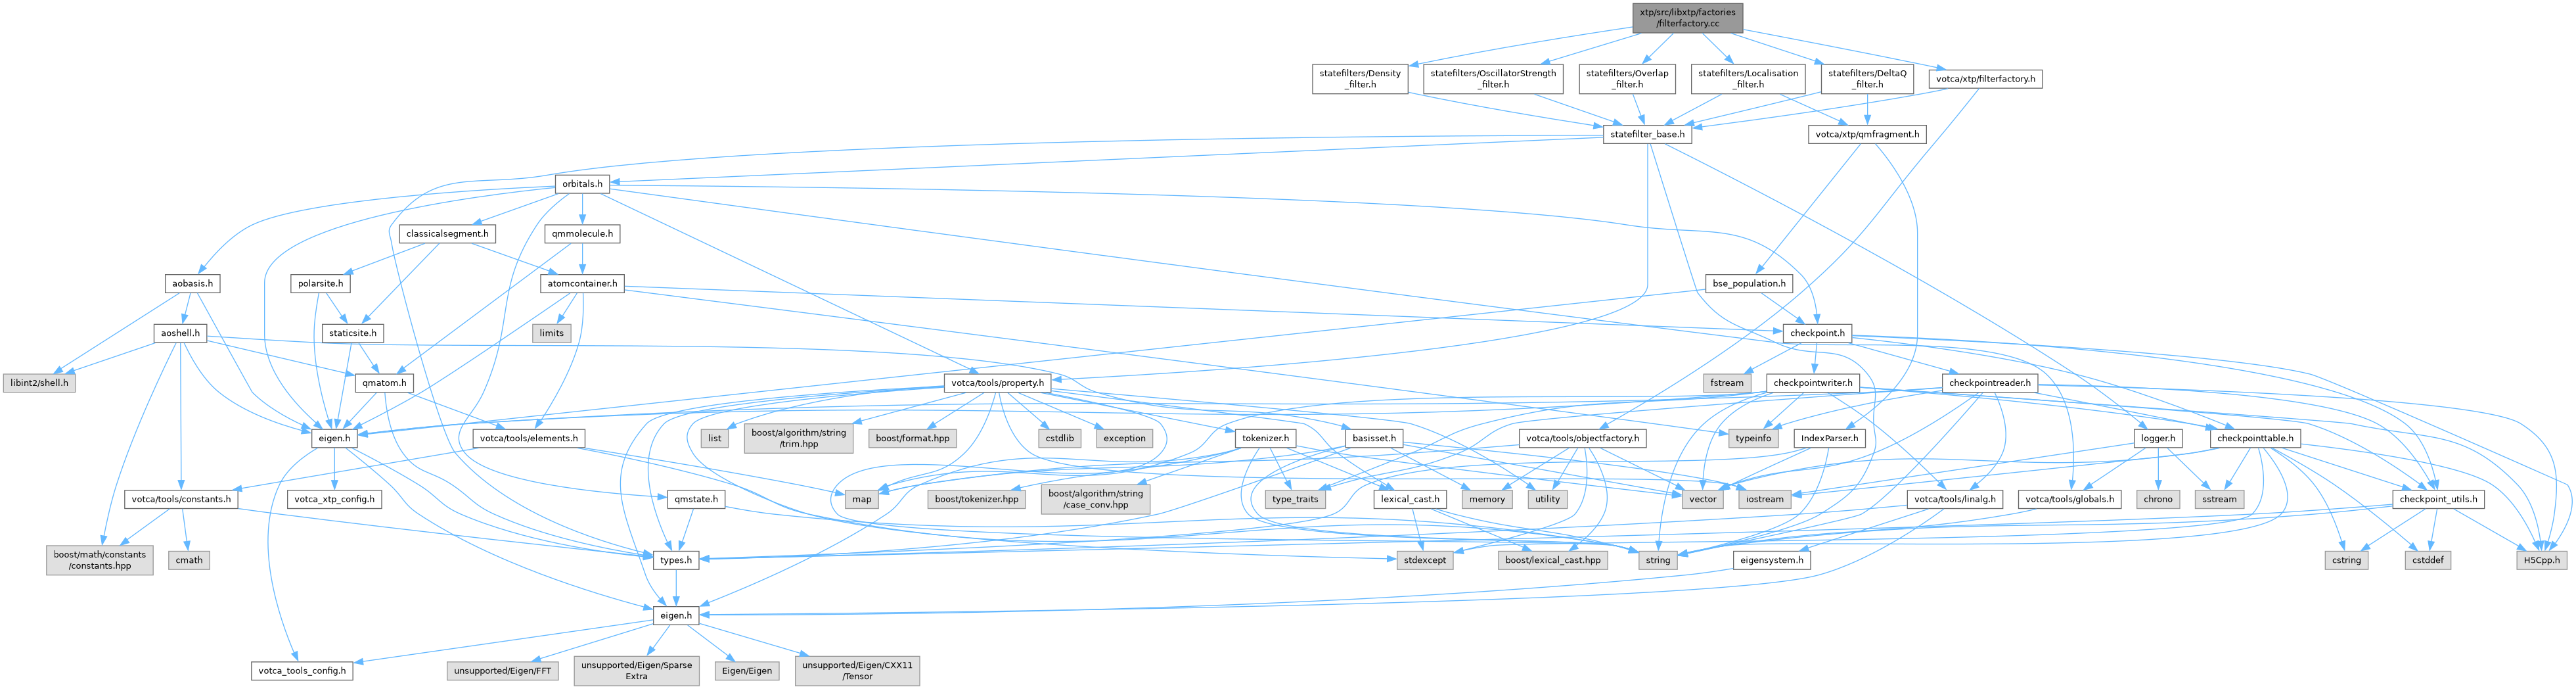 xtp/src/libxtp/factories
/filterfactory.cc
statefilters/Density
_filter.h
statefilters/OscillatorStrength
_filter.h
statefilters/Overlap
_filter.h
statefilters/Localisation
_filter.h
statefilters/DeltaQ
_filter.h
votca/xtp/filterfactory.h
statefilter_base.h
votca/xtp/qmfragment.h
orbitals.h
classicalsegment.h
qmmolecule.h
aobasis.h
polarsite.h
atomcontainer.h
bse_population.h
aoshell.h
staticsite.h
limits
checkpoint.h
libint2/shell.h
qmatom.h
votca/tools/property.h
fstream
checkpointwriter.h
checkpointreader.h
eigen.h
votca/tools/elements.h
list
boost/algorithm/string
/trim.hpp
boost/format.hpp
cstdlib
exception
tokenizer.h
basisset.h
votca/tools/objectfactory.h
typeinfo
IndexParser.h
logger.h
checkpointtable.h
votca/tools/constants.h
votca_xtp_config.h
qmstate.h
map
boost/tokenizer.hpp
boost/algorithm/string
/case_conv.hpp
type_traits
lexical_cast.h
memory
utility
vector
iostream
votca/tools/linalg.h
votca/tools/globals.h
chrono
sstream
checkpoint_utils.h
boost/math/constants
/constants.hpp
cmath
types.h
stdexcept
boost/lexical_cast.hpp
string
eigensystem.h
cstring
cstddef
H5Cpp.h
eigen.h
votca_tools_config.h
unsupported/Eigen/FFT
unsupported/Eigen/Sparse
Extra
Eigen/Eigen
unsupported/Eigen/CXX11
/Tensor